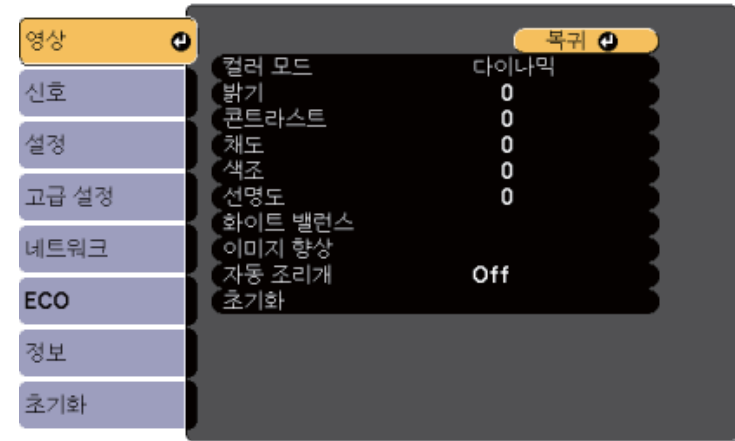 영상
신호
설정
고급 설정
네트워크
ECO
정보
초기화
복귀
컬러 모드 다이나믹
밝기 0
콘트라스트 0
채도 0
색조 0
선명도 0
화이트 밸런스
이미지 향상
자동 조리개 Off
초기화